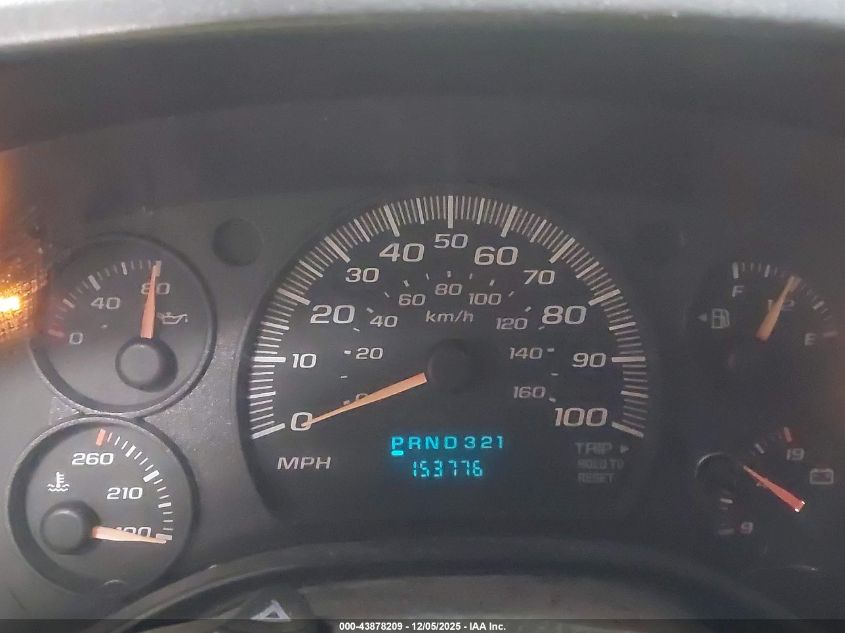 50
40 60
30 70
80
60 100
20 40 km/h 120 80
10 20 140 90
0 160 100
MPH
PRND321
153776
TRIP
HOLD TO
RESET
0 40 80
260
210
F 1/2 E
19
9
000-43878209 - 12/05/2025 - IAA Inc.